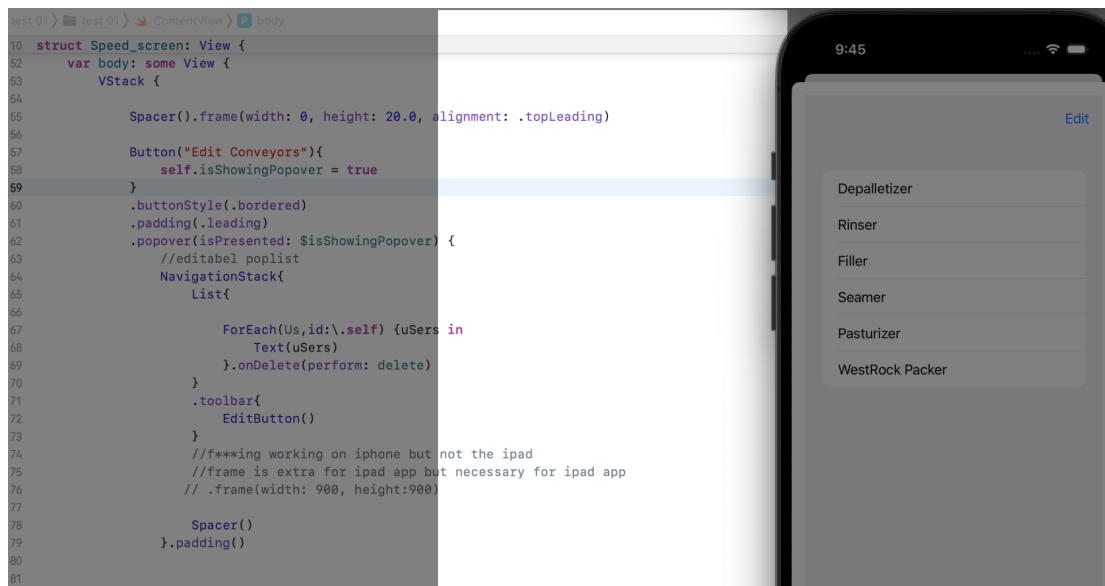 test 01 〉 test 01 〉 ContentView 〉 P body
10 struct Speed_screen: View {
52 var body: some View {
53 VStack {
54
55 Spacer().frame(width: 0, height: 20.0, alignment: .topLeading)
56
57 Button("Edit Conveyors"){
58 self.isShowingPopover = true
59 }
60 .buttonStyle(.bordered)
61 .padding(.leading)
62 .popover(isPresented: $isShowingPopover) {
63 //editabel poplist
64 NavigationStack{
65 List{
66
67 ForEach(Us,id:\.self) {uSers in
68 Text(uSers)
69 }.onDelete(perform: delete)
70 }
71 .toolbar{
72 EditButton()
73 }
74 //f***ing working on iphone but not the ipad
75 //frame is extra for ipad app but necessary for ipad app
76 // .frame(width: 900, height:900)
77
78 Spacer()
79 }.padding()
80
81
9:45
Edit
Depalletizer
Rinser
Filler
Seamer
Pasturizer
WestRock Packer